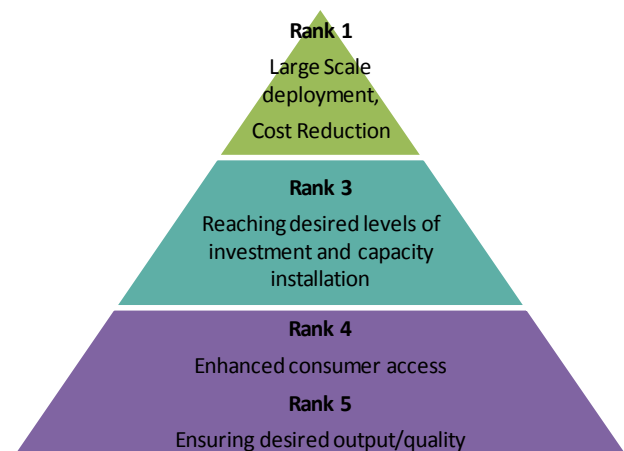 Rank 1
Large Scale
deployment,
Cost Reduction
Rank 3
Reaching desired levels of
investment and capacity
installation
Rank 4
Enhanced consumer access
Rank 5
Ensuring desired output/quality